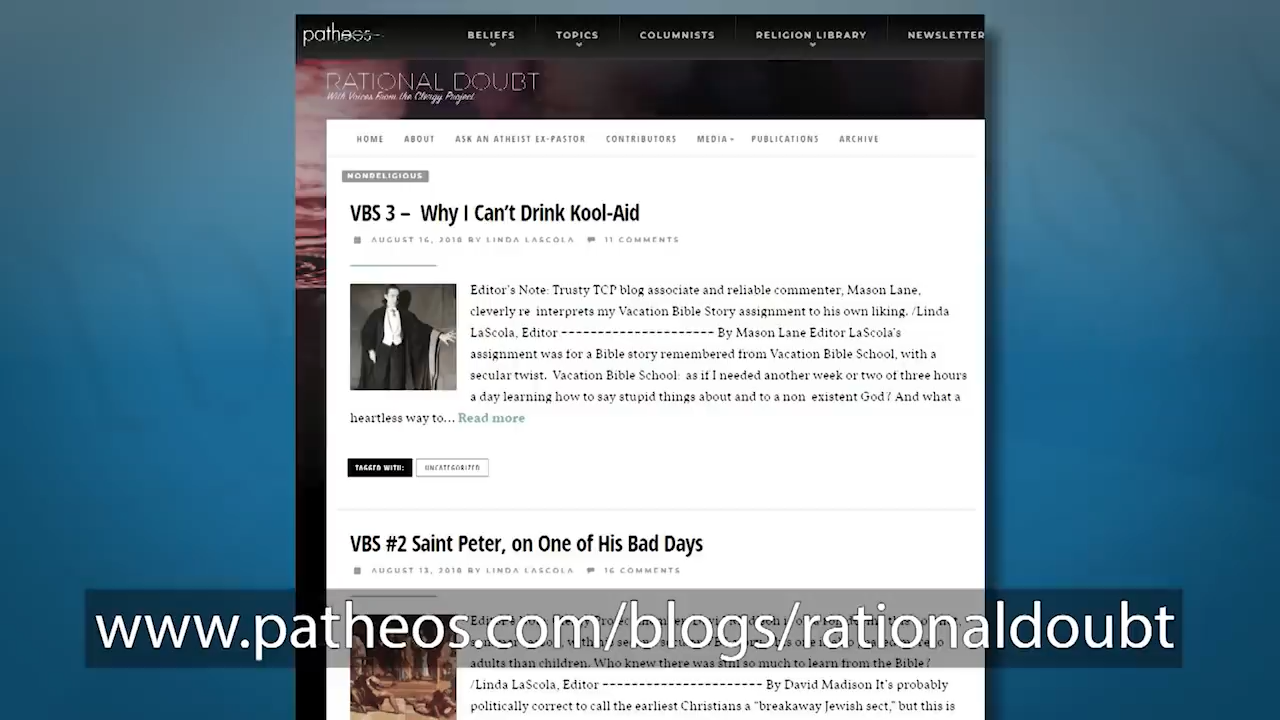 patheos
BELIEFS TOPICS COLUMNISTS RELIGION LIBRARY NEWSLETTER
RATIONAL DOUBT
With Voices From the Clergy Project
HOME ABOUT ASK AN ATHEIST EX-PASTOR CONTRIBUTORS MEDIA PUBLICATIONS ARCHIVE
NONRELIGIOUS
VBS 3 – Why I Can't Drink Kool-Aid
AUGUST 16, 2018 BY LINDA LASCOLA 11 COMMENTS
Editor's Note: Trusty TCP blog associate and reliable commenter, Mason Lane,
cleverly re interprets my Vacation Bible Story assignment to his own liking. /Linda
LaScola, Editor --------------------- By Mason Lane Editor LaScola's
assignment was for a Bible story remembered from Vacation Bible School, with a
secular twist. Vacation Bible School: as if I needed another week or two of three hours
a day learning how to say stupid things about and to a non existent God? And what a
heartless way to... Read more
TAGGED WITH: UNCATEGORIZED
VBS #2 Saint Peter, on One of His Bad Days
AUGUST 13, 2018 BY LINDA LASCOLA 16 COMMENTS
www.patheos.com/blogs/rationaldoubt
adults than children. Who knew there was still so much to learn from the Bible?
/Linda LaScola, Editor ---------------------- By David Madison It's probably
politically correct to call the earliest Christians a "breakaway Jewish sect," but this is